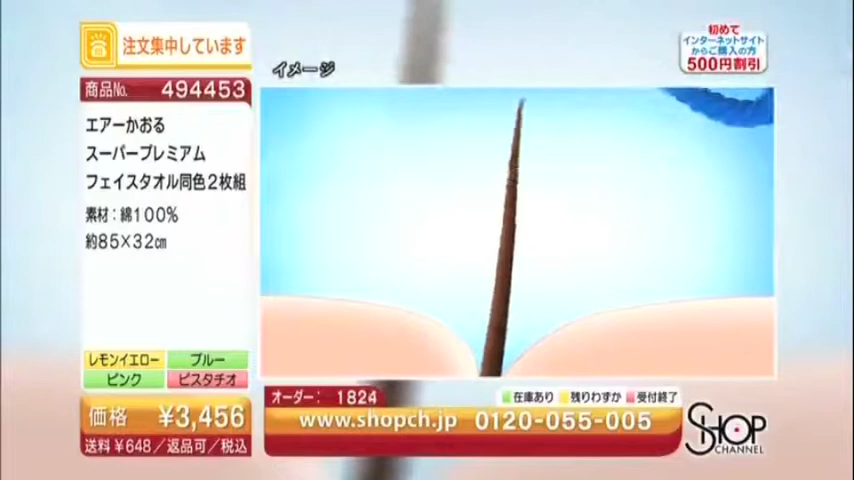 注文集中しています
商品No. 494453
エアーかおる
スーパープレミアム
フェイスタオル同色2枚組
素材:綿100%
約85×32cm
レモンイエロー ブルー
ピンク ピスタチオ
価格 ¥3,456
送料¥648/返品可/税込
イメージ
初めて
インターネットサイト
からご購入の方
500円割引
オーダー: 1824
在庫あり 残りわずか 受付終了
www.shopch.jp 0120-055-005
SHOP
CHANNEL